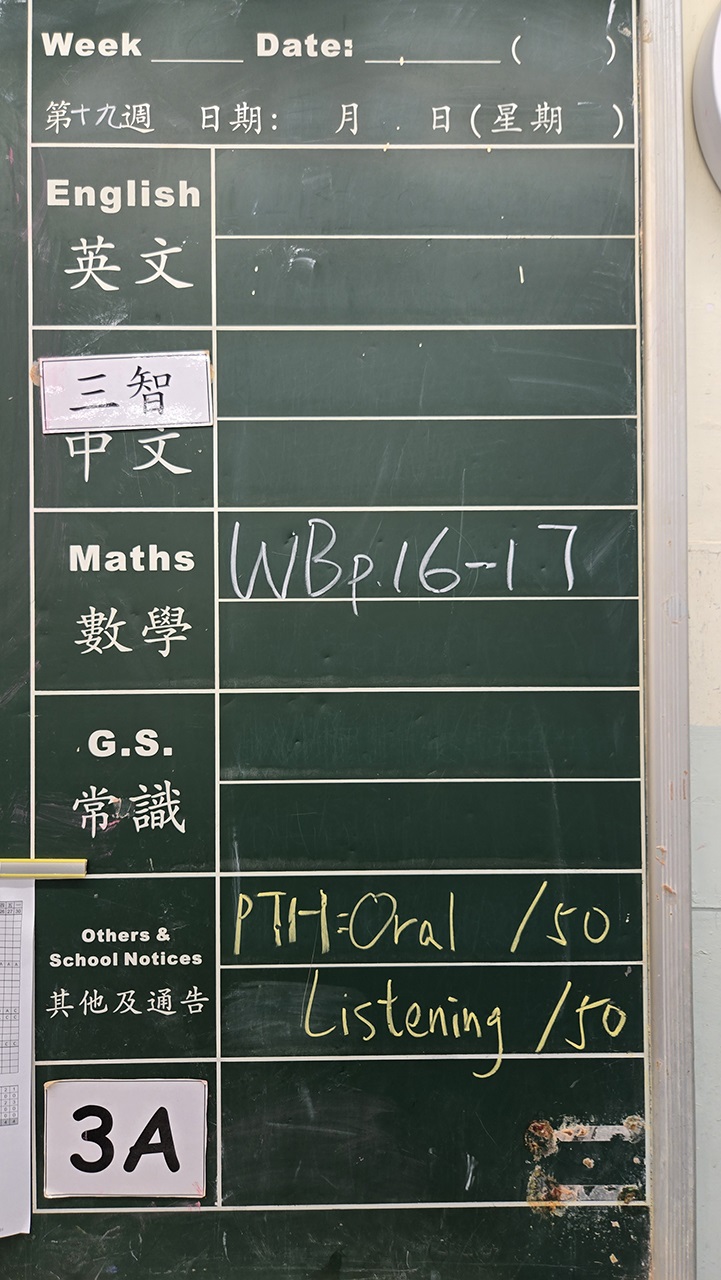 Week ____ Date: ____ ( )
第十九週 日期: 月 日(星期 )
English
英文
三智
中文
Maths WBp.16-17
數學
G.S.
常識
PTH:Oral /50
Others &
School Notices
其他及通告
Listening /50
3A